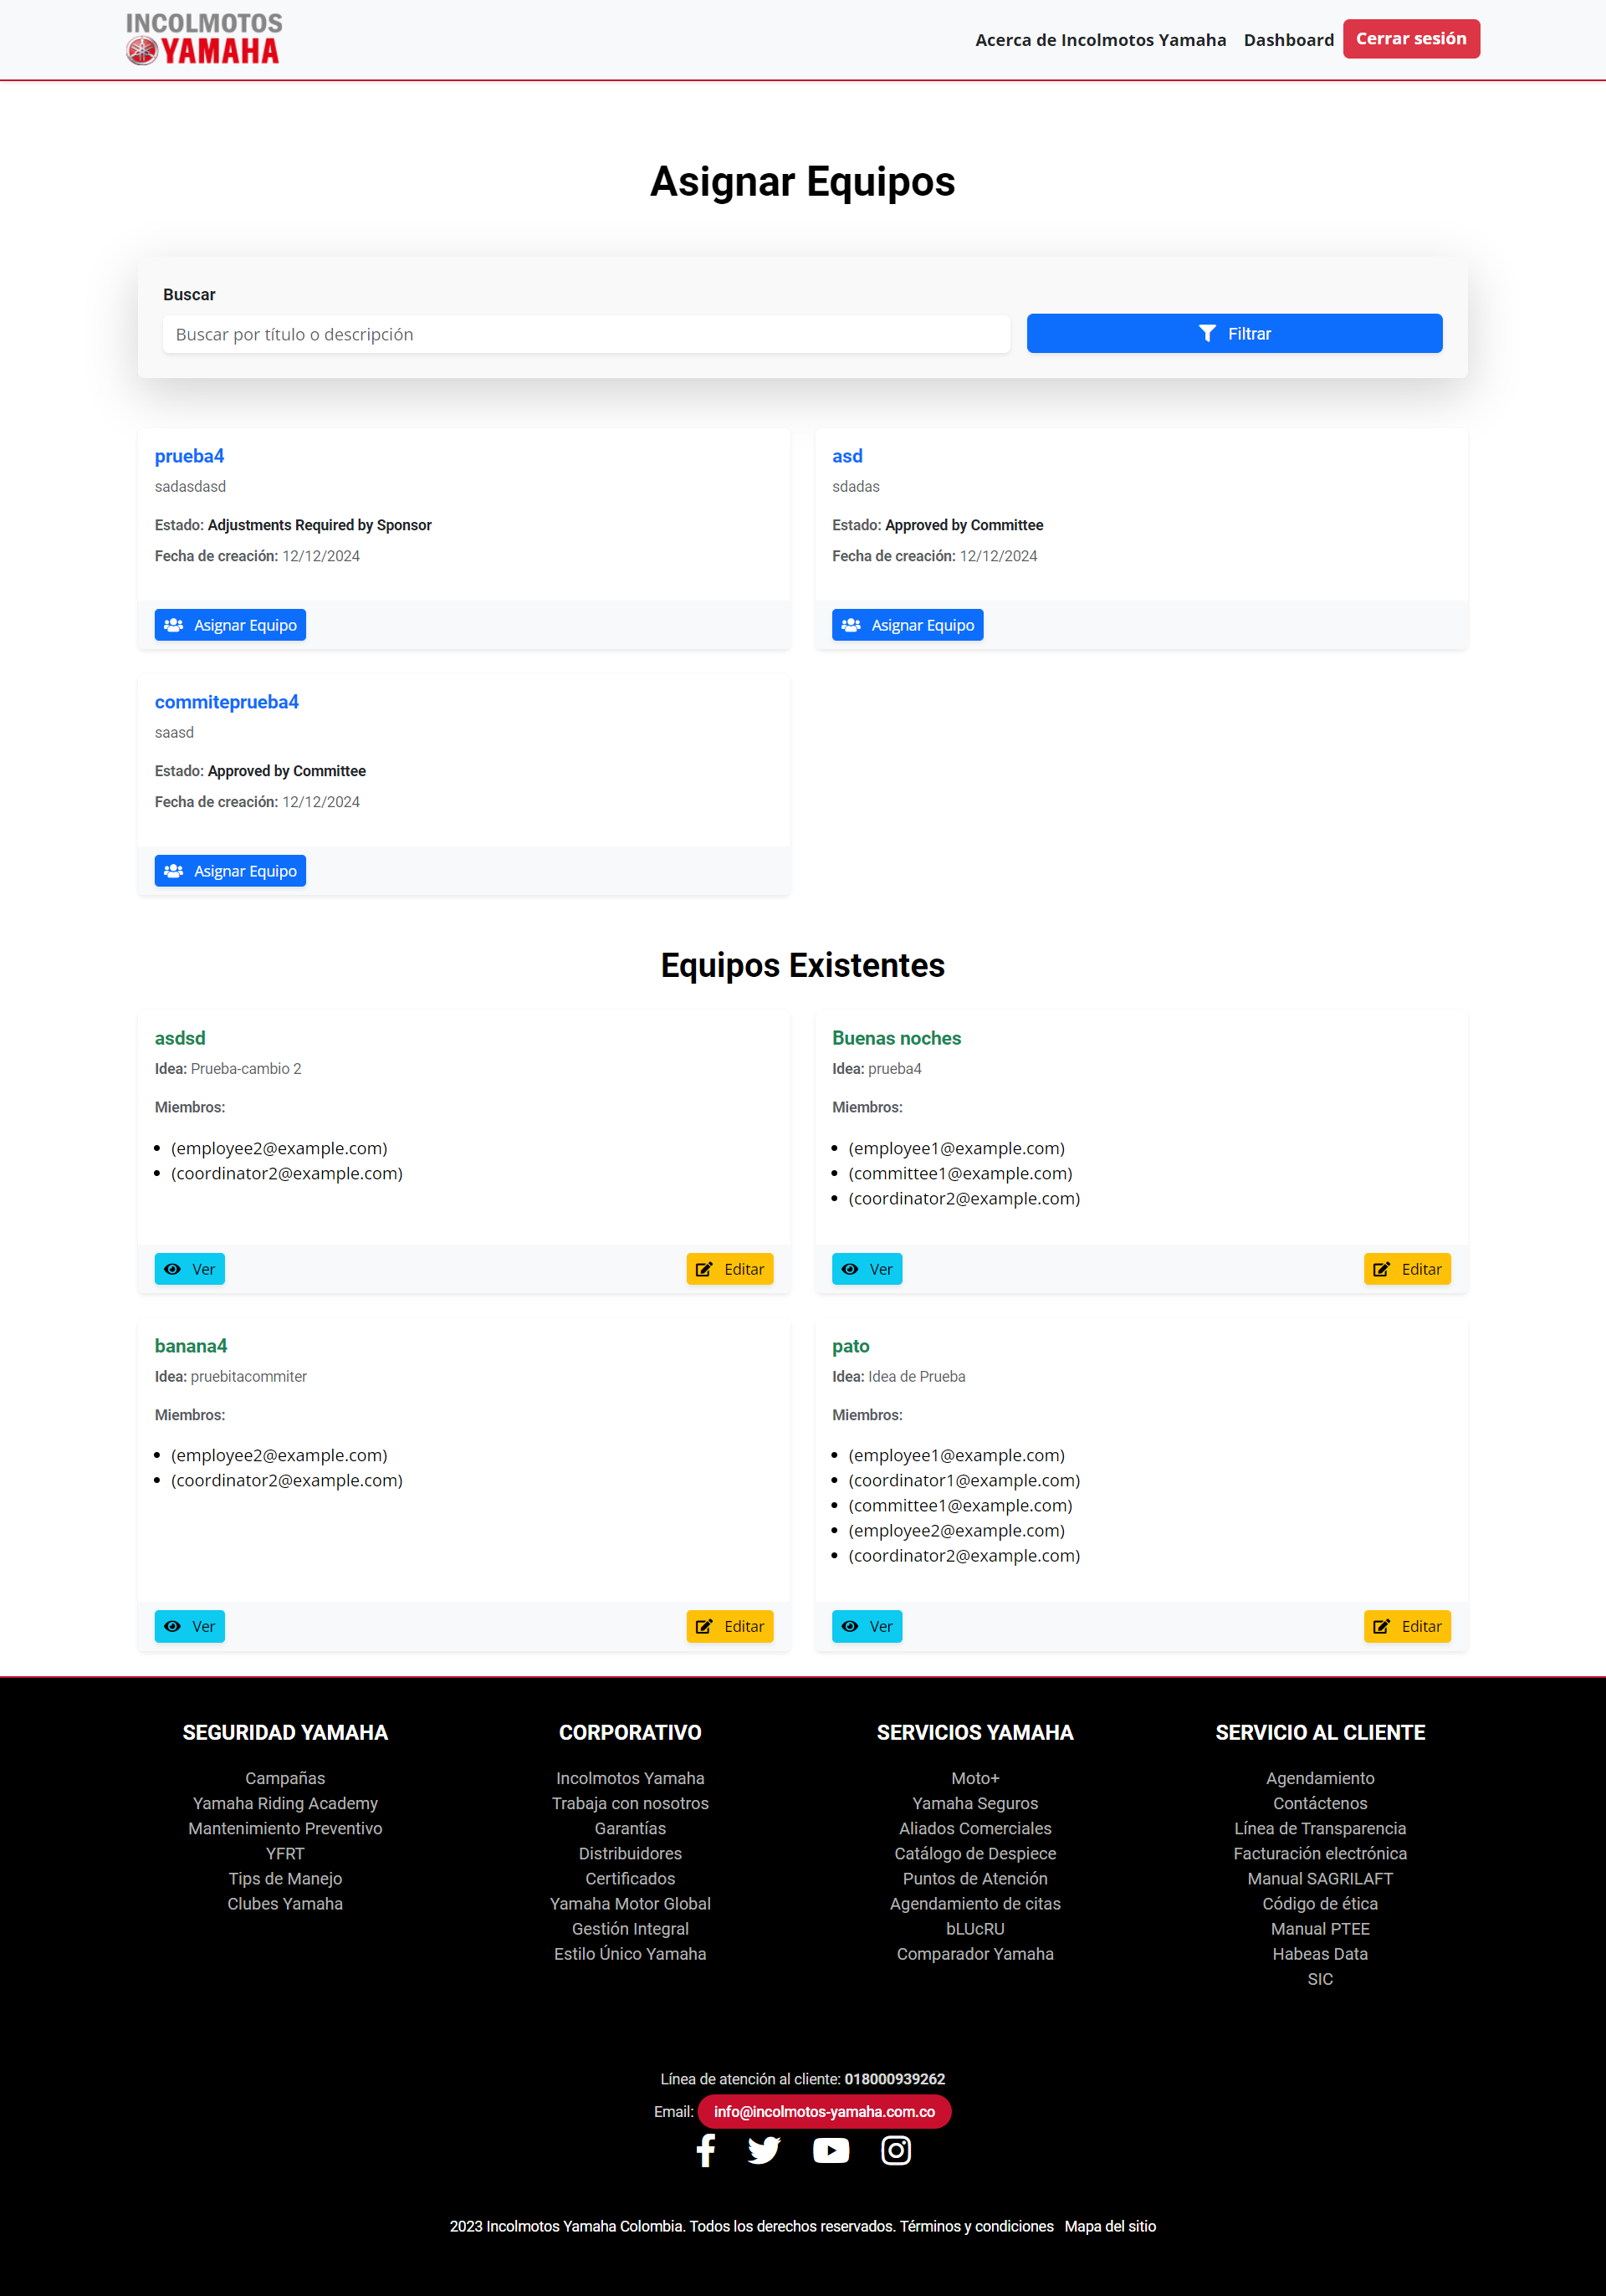 INCOLMOTOS
YAMAHA
Acerca de Incolmotos Yamaha Dashboard Cerrar sesión
Asignar Equipos
Buscar
Buscar por título o descripción Filtrar
prueba4
sadasdasd
Estado: Adjustments Required by Sponsor
Fecha de creación: 12/12/2024
Asignar Equipo
asd
sdadas
Estado: Approved by Committee
Fecha de creación: 12/12/2024
Asignar Equipo
commiteprueba4
saasd
Estado: Approved by Committee
Fecha de creación: 12/12/2024
Asignar Equipo
Equipos Existentes
asdsd
Idea: Prueba-cambio 2
Miembros:
(employee2@example.com)
(coordinator2@example.com)
Ver Editar
Buenas noches
Idea: prueba4
Miembros:
(employee1@example.com)
(committee1@example.com)
(coordinator2@example.com)
Ver Editar
banana4
Idea: pruebitacommiter
Miembros:
(employee2@example.com)
(coordinator2@example.com)
Ver Editar
pato
Idea: Idea de Prueba
Miembros:
(employee1@example.com)
(coordinator1@example.com)
(committee1@example.com)
(employee2@example.com)
(coordinator2@example.com)
Ver Editar
SEGURIDAD YAMAHA
Campañas
Yamaha Riding Academy
Mantenimiento Preventivo
YFRT
Tips de Manejo
Clubes Yamaha
CORPORATIVO
Incolmotos Yamaha
Trabaja con nosotros
Garantías
Distribuidores
Certificados
Yamaha Motor Global
Gestión Integral
Estilo Único Yamaha
SERVICIOS YAMAHA
Moto+
Yamaha Seguros
Aliados Comerciales
Catálogo de Despiece
Puntos de Atención
Agendamiento de citas
bLUcRU
Comparador Yamaha
SERVICIO AL CLIENTE
Agendamiento
Contáctenos
Línea de Transparencia
Facturación electrónica
Manual SAGRILAFT
Código de ética
Manual PTEE
Habeas Data
SIC
Línea de atención al cliente: 018000939262
Email: info@incolmotos-yamaha.com.co
2023 Incolmotos Yamaha Colombia. Todos los derechos reservados. Términos y condiciones Mapa del sitio